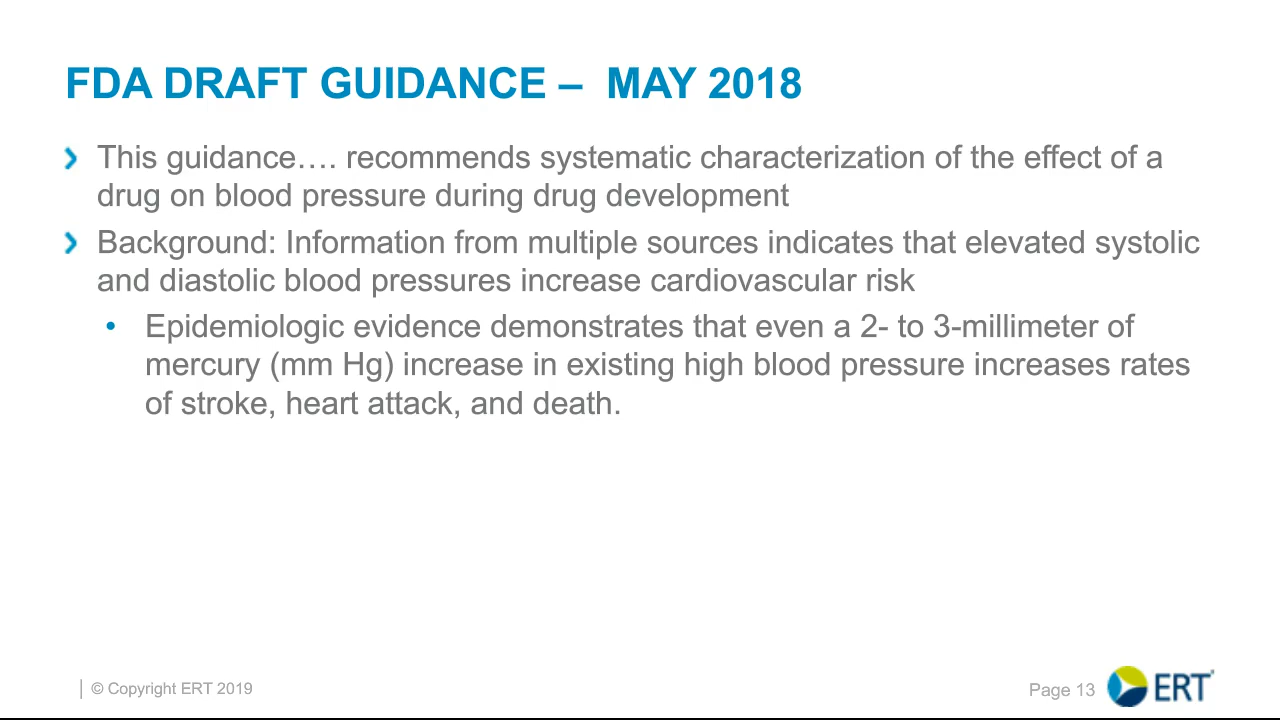 FDA DRAFT GUIDANCE – MAY 2018
This guidance…. recommends systematic characterization of the effect of a
drug on blood pressure during drug development
Background: Information from multiple sources indicates that elevated systolic
and diastolic blood pressures increase cardiovascular risk
• Epidemiologic evidence demonstrates that even a 2- to 3-millimeter of
mercury (mm Hg) increase in existing high blood pressure increases rates
of stroke, heart attack, and death.
© Copyright ERT 2019
Page 13
ERT